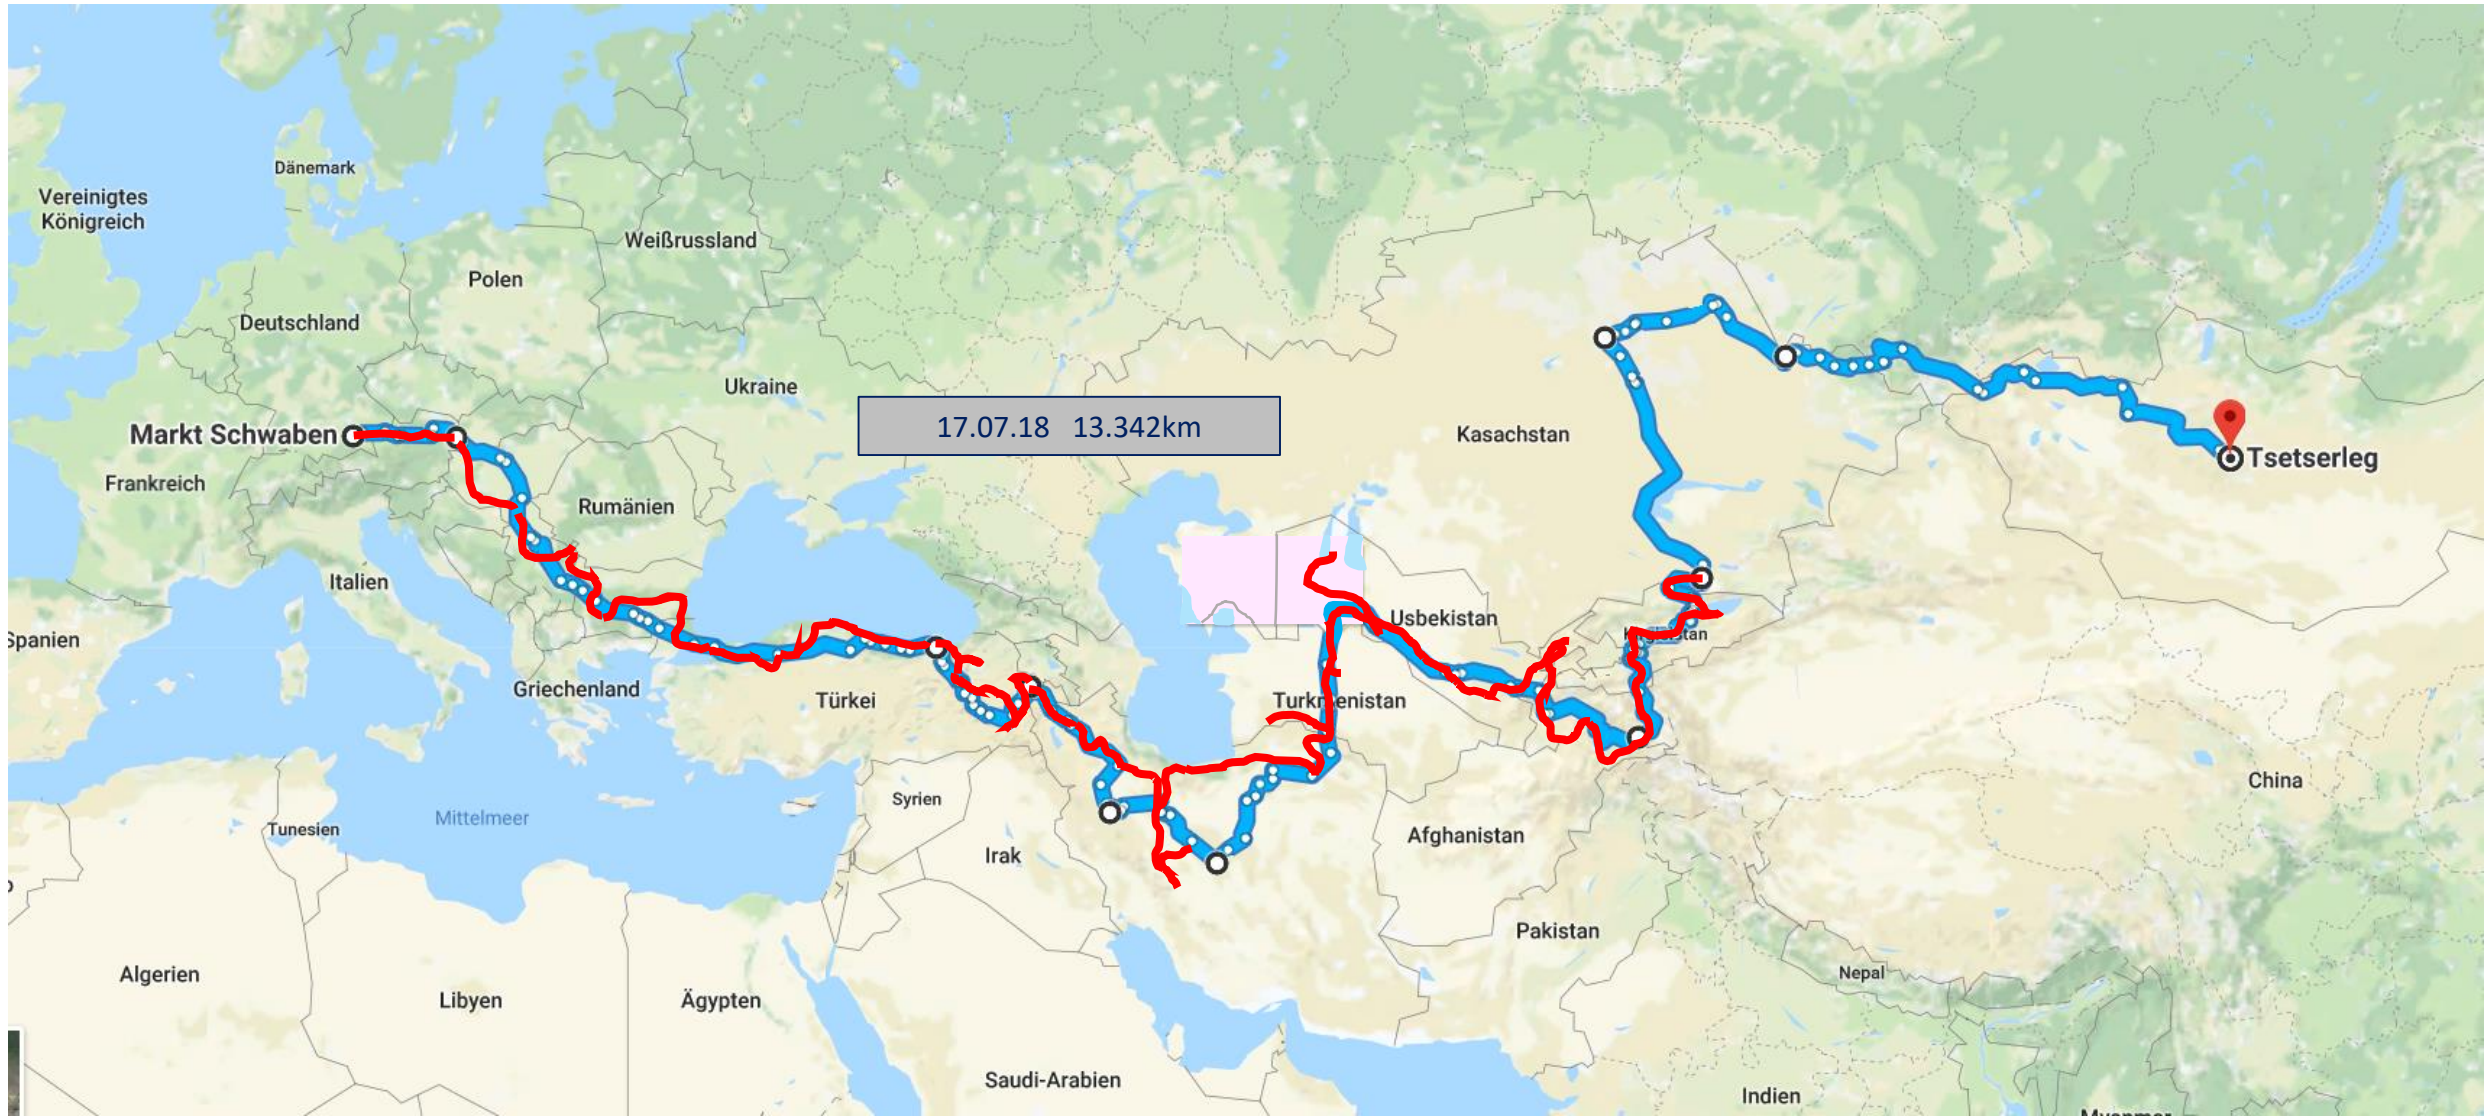 Dänemark
Vereinigtes
Königreich
Weißrussland
Polen
Deutschland
Ukraine
17.07.18 13.342km
Kasachstan
Markt Schwaben
Tsetserleg
Frankreich
Rumänien
Italien
Usbekistan
Spanien
Griechenland
Türkei
Turkmenistan
China
Syrien
Mittelmeer
Tunesien
Afghanistan
Irak
Pakistan
Algerien
Nepal
Libyen
Ägypten
Saudi-Arabien
Indien